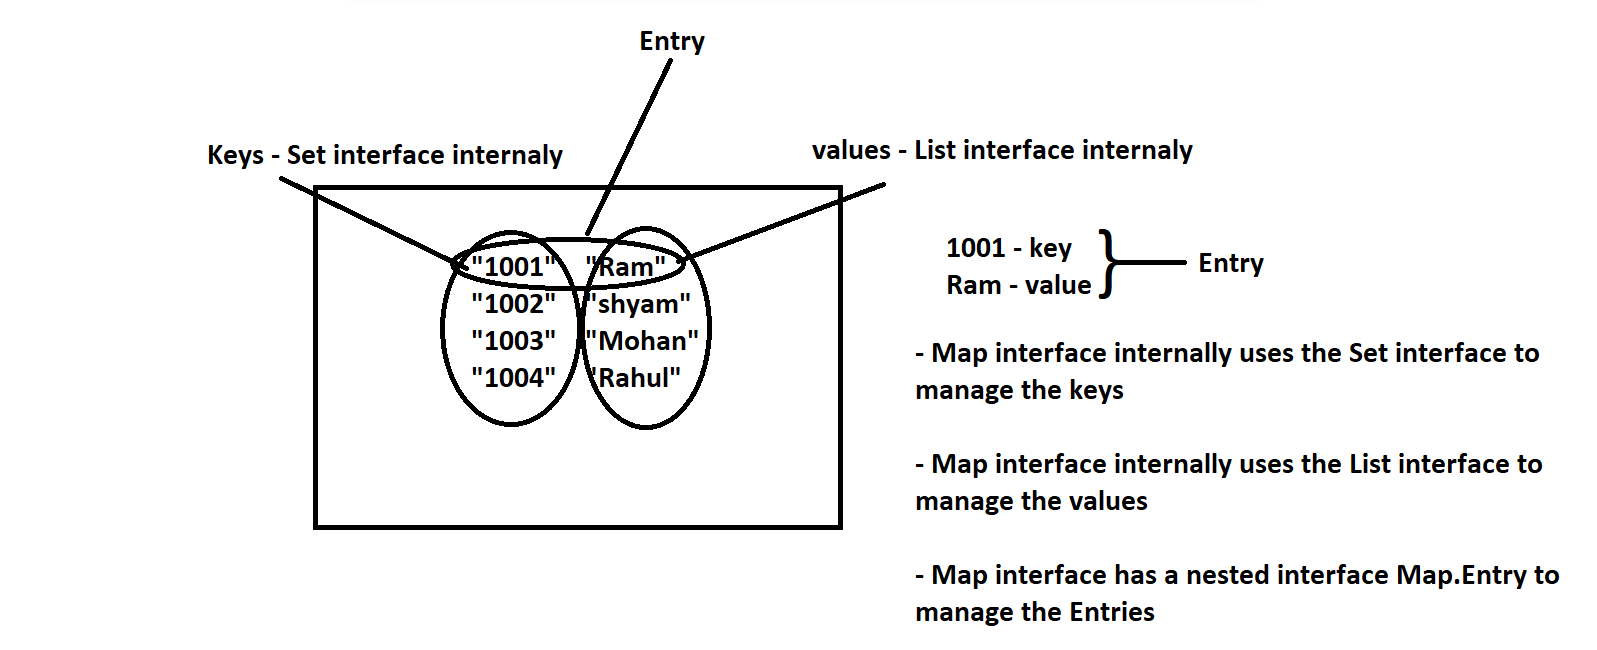 Entry
Keys - Set interface internaly
values - List interface internaly
"1001" "Ram"
"1002" "shyam"
"1003" "Mohan"
"1004" "Rahul"
1001 - key
Ram - value
Entry
- Map interface internally uses the Set interface to
manage the keys
- Map interface internally uses the List interface to
manage the values
- Map interface has a nested interface Map.Entry to
manage the Entries